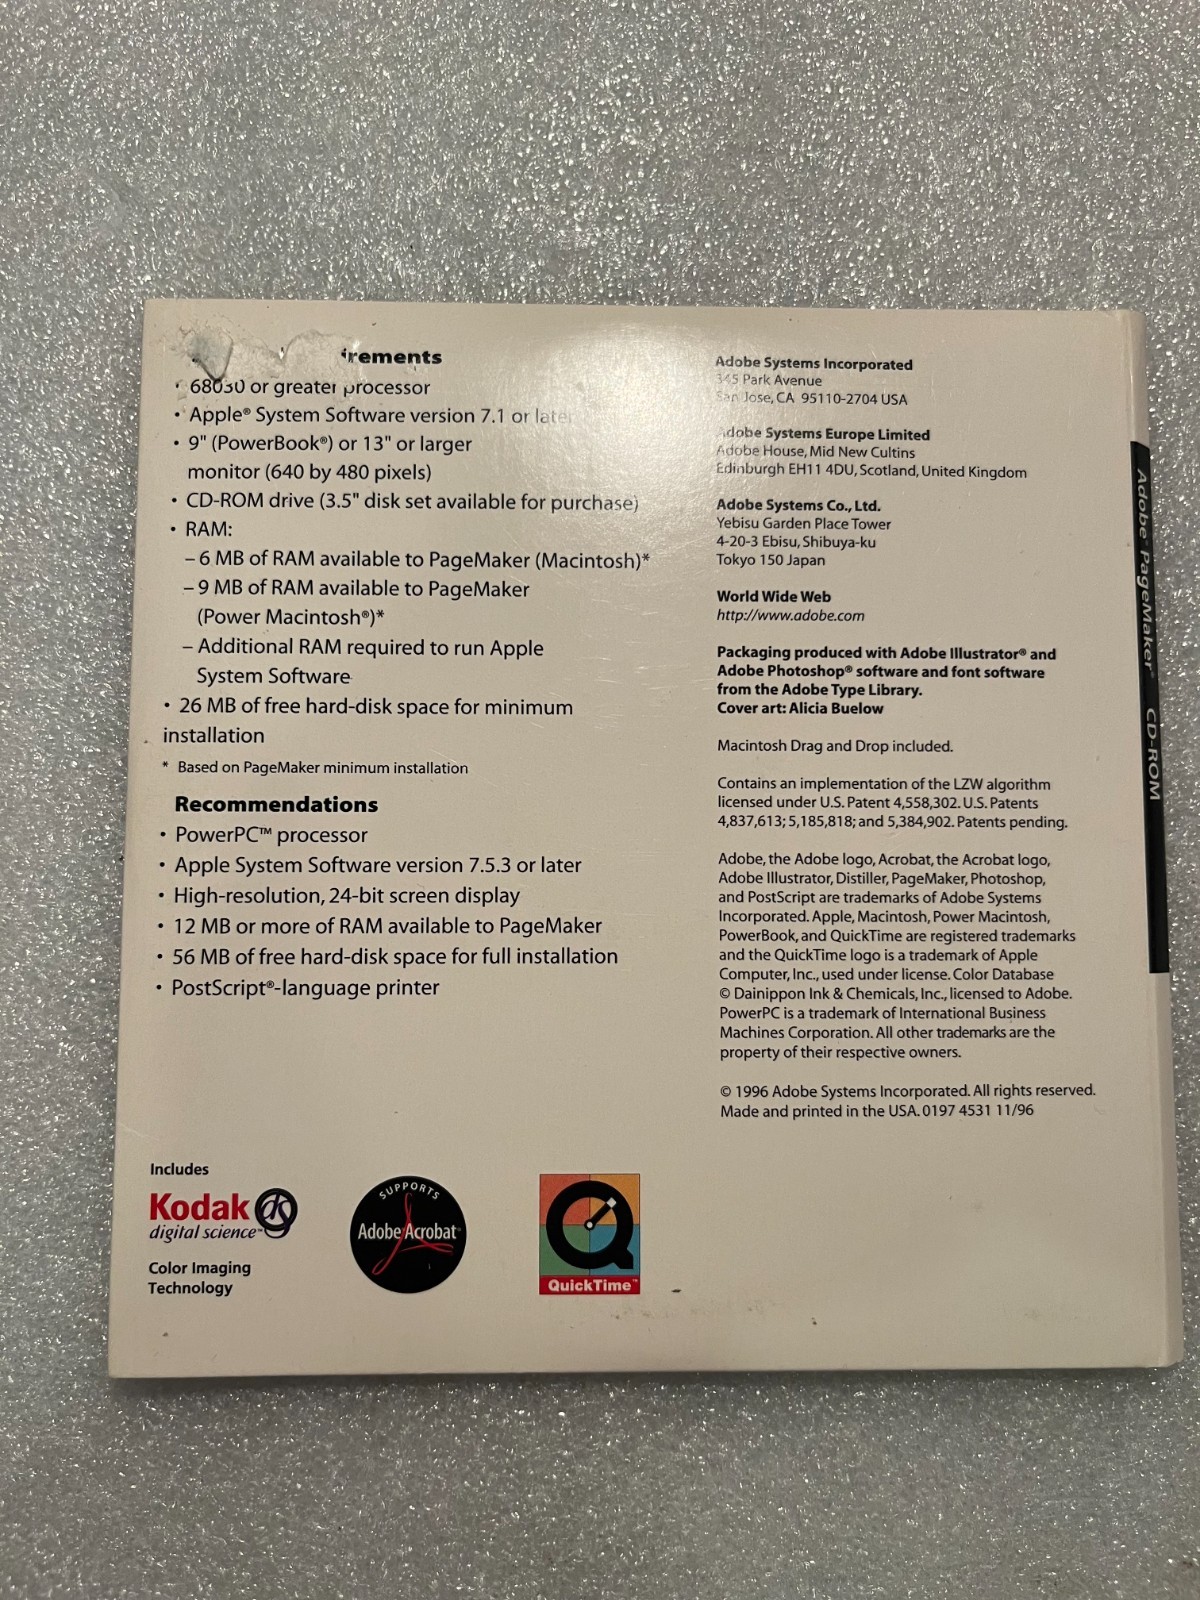 irements
• 68030 or greater processor
• Apple® System Software version 7.1 or later
• 9" (PowerBook®) or 13" or larger
monitor (640 by 480 pixels)
• CD-ROM drive (3.5" disk set available for purchase)
• RAM:
– 6 MB of RAM available to PageMaker (Macintosh)*
– 9 MB of RAM available to PageMaker
(Power Macintosh®)*
– Additional RAM required to run Apple
System Software
• 26 MB of free hard-disk space for minimum
installation
* Based on PageMaker minimum installation
Recommendations
• PowerPC™ processor
• Apple System Software version 7.5.3 or later
• High-resolution, 24-bit screen display
• 12 MB or more of RAM available to PageMaker
• 56 MB of free hard-disk space for full installation
• PostScript®-language printer
Includes
Kodak ds
digital science™
Color Imaging
Technology
SUPPORTS
Adobe Acrobat™
QuickTime™
Adobe Systems Incorporated
345 Park Avenue
San Jose, CA 95110-2704 USA
Adobe Systems Europe Limited
Adobe House, Mid New Cultins
Edinburgh EH11 4DU, Scotland, United Kingdom
Adobe Systems Co., Ltd.
Yebisu Garden Place Tower
4-20-3 Ebisu, Shibuya-ku
Tokyo 150 Japan
World Wide Web
http://www.adobe.com
Packaging produced with Adobe Illustrator® and
Adobe Photoshop® software and font software
from the Adobe Type Library.
Cover art: Alicia Buelow
Macintosh Drag and Drop included.
Contains an implementation of the LZW algorithm
licensed under U.S. Patent 4,558,302. U.S. Patents
4,837,613; 5,185,818; and 5,384,902. Patents pending.
Adobe, the Adobe logo, Acrobat, the Acrobat logo,
Adobe Illustrator, Distiller, PageMaker, Photoshop,
and PostScript are trademarks of Adobe Systems
Incorporated. Apple, Macintosh, Power Macintosh,
PowerBook, and QuickTime are registered trademarks
and the QuickTime logo is a trademark of Apple
Computer, Inc., used under license. Color Database
© Dainippon Ink & Chemicals, Inc., licensed to Adobe.
PowerPC is a trademark of International Business
Machines Corporation. All other trademarks are the
property of their respective owners.
© 1996 Adobe Systems Incorporated. All rights reserved.
Made and printed in the USA. 0197 4531 11/96
Adobe PageMaker® CD-ROM